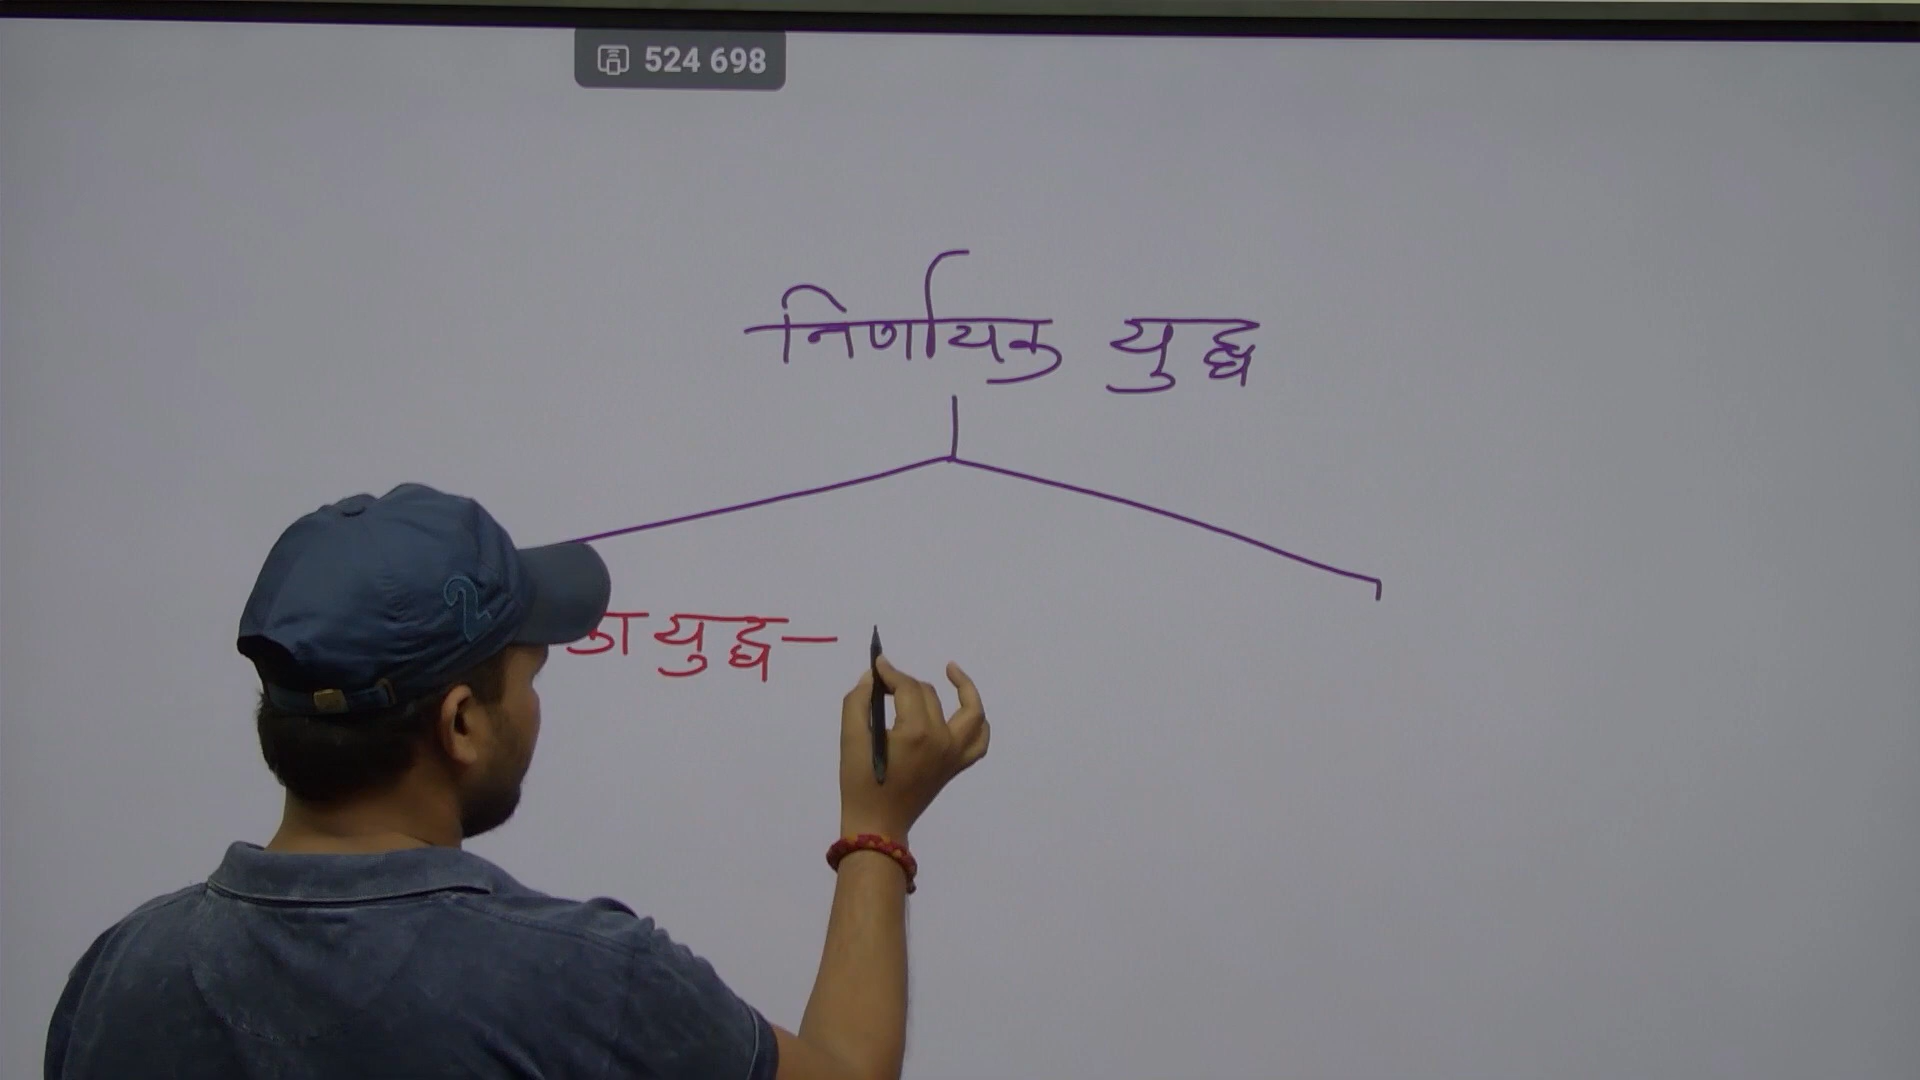 524 698
निर्णायक युद्ध
का युद्ध -